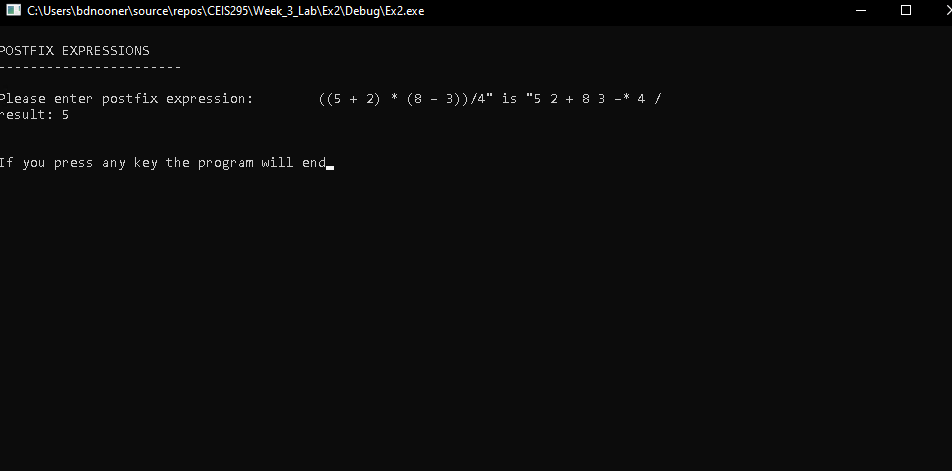 C:\Users\bdnooner\source\repos\CEIS295\Week_3_Lab\Ex2\Debug\Ex2.exe
POSTFIX EXPRESSIONS
-----------------------
Please enter postfix expression:        ((5 + 2) * (8 - 3))/4" is "5 2 + 8 3 -* 4 /
result: 5
If you press any key the program will end